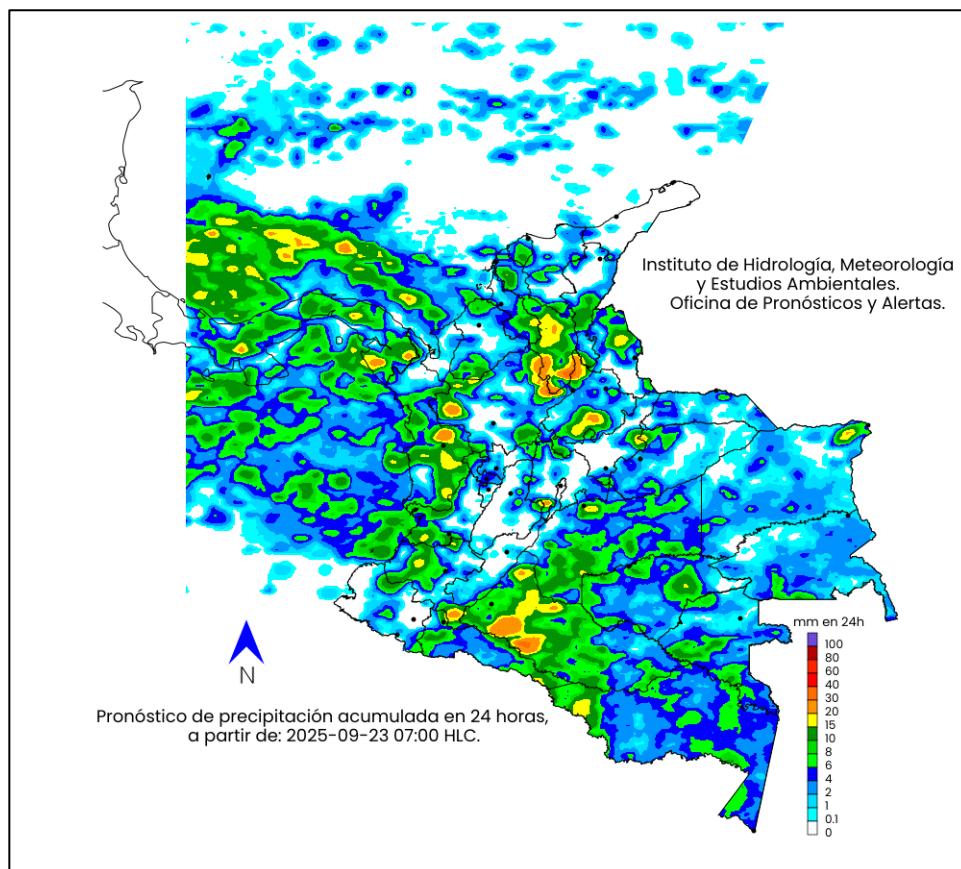 Instituto de Hidrología, Meteorología
y Estudios Ambientales.
Oficina de Pronósticos y Alertas.
mm en 24h
100
80
60
40
30
20
15
10
8
6
4
2
1
0.1
0
N
Pronóstico de precipitación acumulada en 24 horas,
a partir de: 2025-09-23 07:00 HLC.